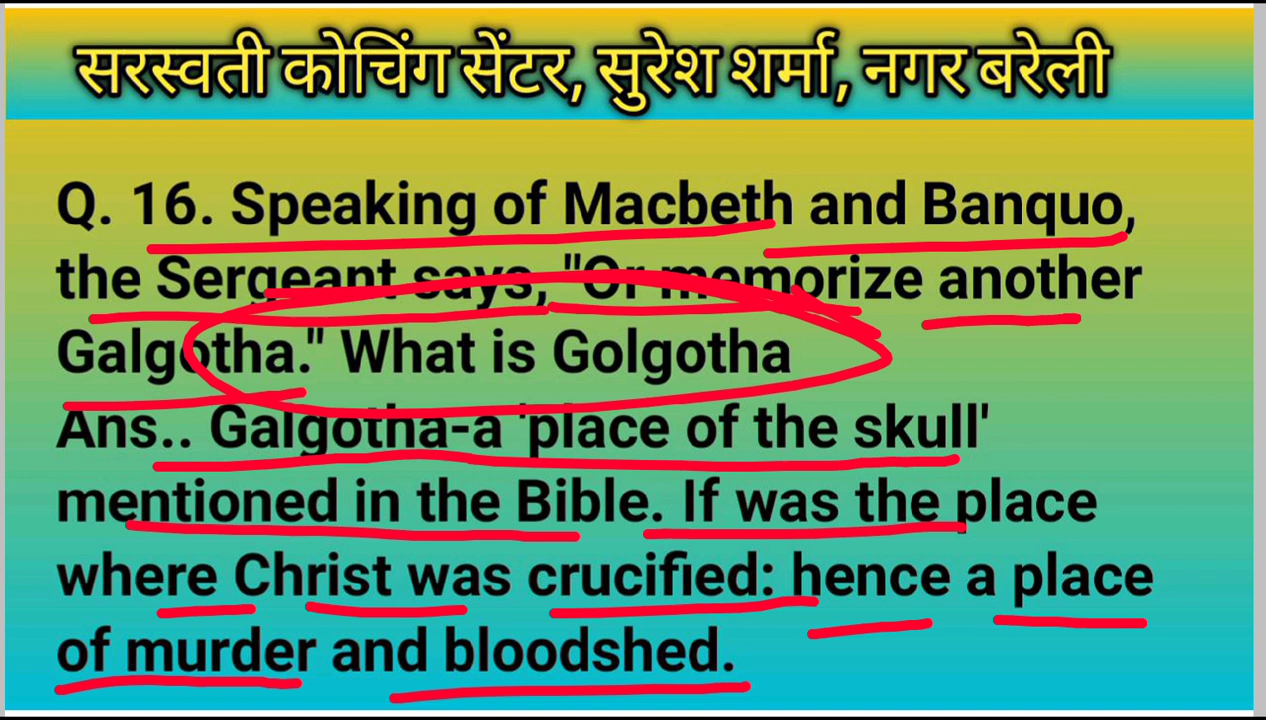 सरस्वती कोचिंग सेंटर, सुरेश शर्मा, नगर बरेली
Q. 16. Speaking of Macbeth and Banquo,
the Sergeant says, "Or memorize another
Galgotha." What is Golgotha
Ans.. Galgotha-a 'place of the skull'
mentioned in the Bible. If was the place
where Christ was crucified: hence a place
of murder and bloodshed.